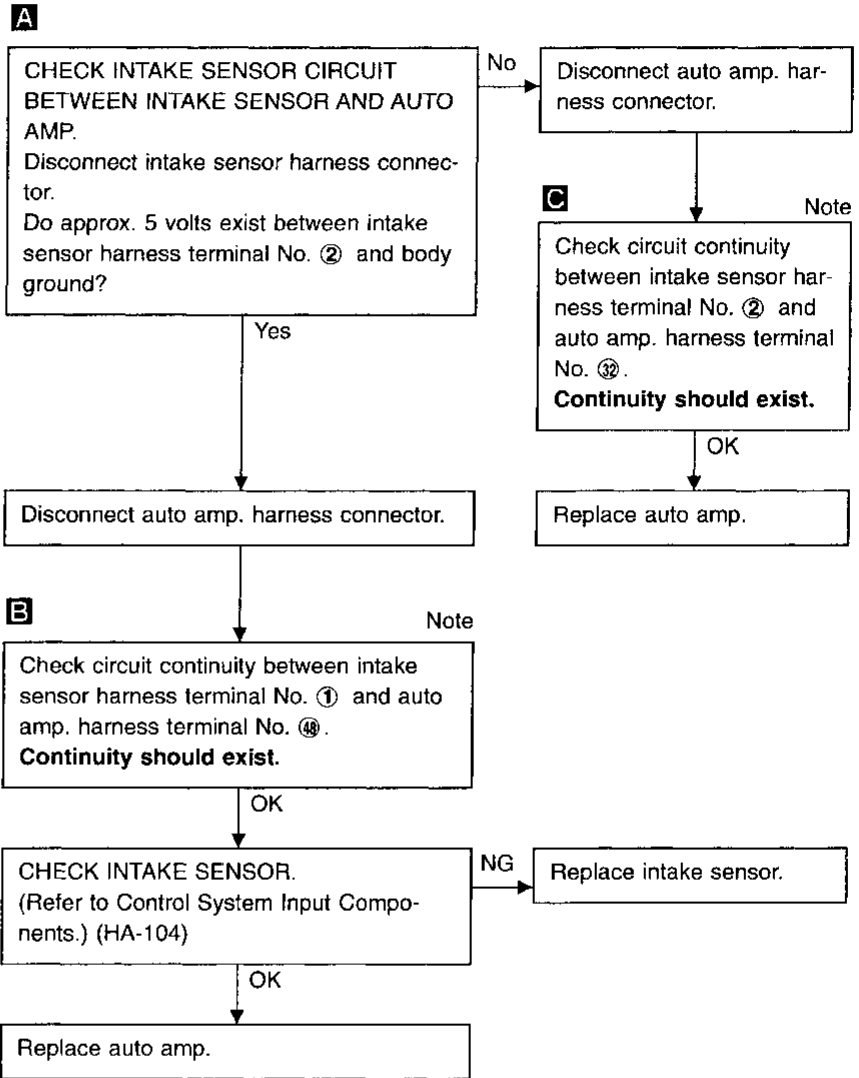 A
CHECK INTAKE SENSOR CIRCUIT
BETWEEN INTAKE SENSOR AND AUTO
AMP.
Disconnect intake sensor harness connec-
tor.
Do approx. 5 volts exist between intake
sensor harness terminal No. ② and body
ground?
No
Disconnect auto amp. har-
ness connector.
C
Note
Check circuit continuity
between intake sensor har-
ness terminal No. ② and
auto amp. harness terminal
No. ㉜.
Continuity should exist.
OK
Replace auto amp.
Yes
Disconnect auto amp. harness connector.
B
Note
Check circuit continuity between intake
sensor harness terminal No. ① and auto
amp. harness terminal No. ㊽.
Continuity should exist.
OK
CHECK INTAKE SENSOR.
(Refer to Control System Input Compo-
nents.) (HA-104)
NG
Replace intake sensor.
OK
Replace auto amp.